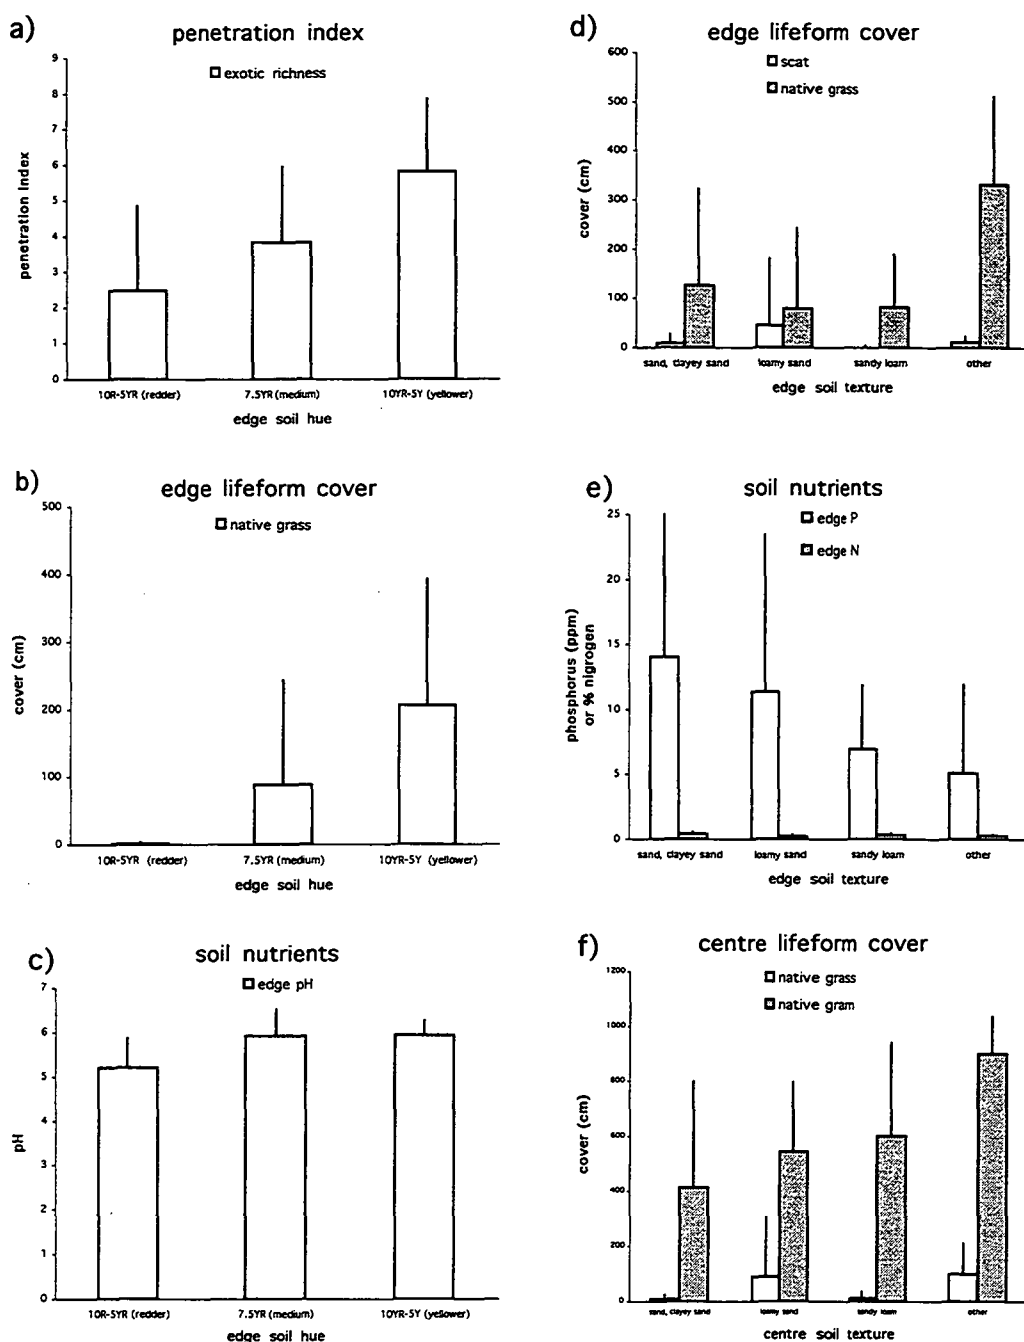 a)
penetration index
9
exotic richness
8
7
6
5
4
3
2
1
0
penetration index
10R-5YR (redder) 7.5YR (medium) 10YR-5Y (yellower)
edge soil hue
b)
edge lifeform cover
500
native grass
400
300
200
100
0
cover (cm)
10R-5YR (redder) 7.5YR (medium) 10YR-5Y (yellower)
edge soil hue
c)
soil nutrients
edge pH
7
6
5
4
3
2
1
0
pH
10R-5YR (redder) 7.5YR (medium) 10YR-5Y (yellower)
edge soil hue
d)
edge lifeform cover
600
scat
native grass
500
400
300
200
100
0
cover (cm)
sand, clayey sand loamy sand sandy loam other
edge soil texture
e)
soil nutrients
25
edge P
edge N
20
15
10
5
0
phosphorus (ppm)
or % nigrogen
sand, clayey sand loamy sand sandy loam other
edge soil texture
f)
centre lifeform cover
1200
native grass
native gram
1000
800
600
400
200
0
cover (cm)
sand, clayey sand loamy sand sandy loam other
centre soil texture